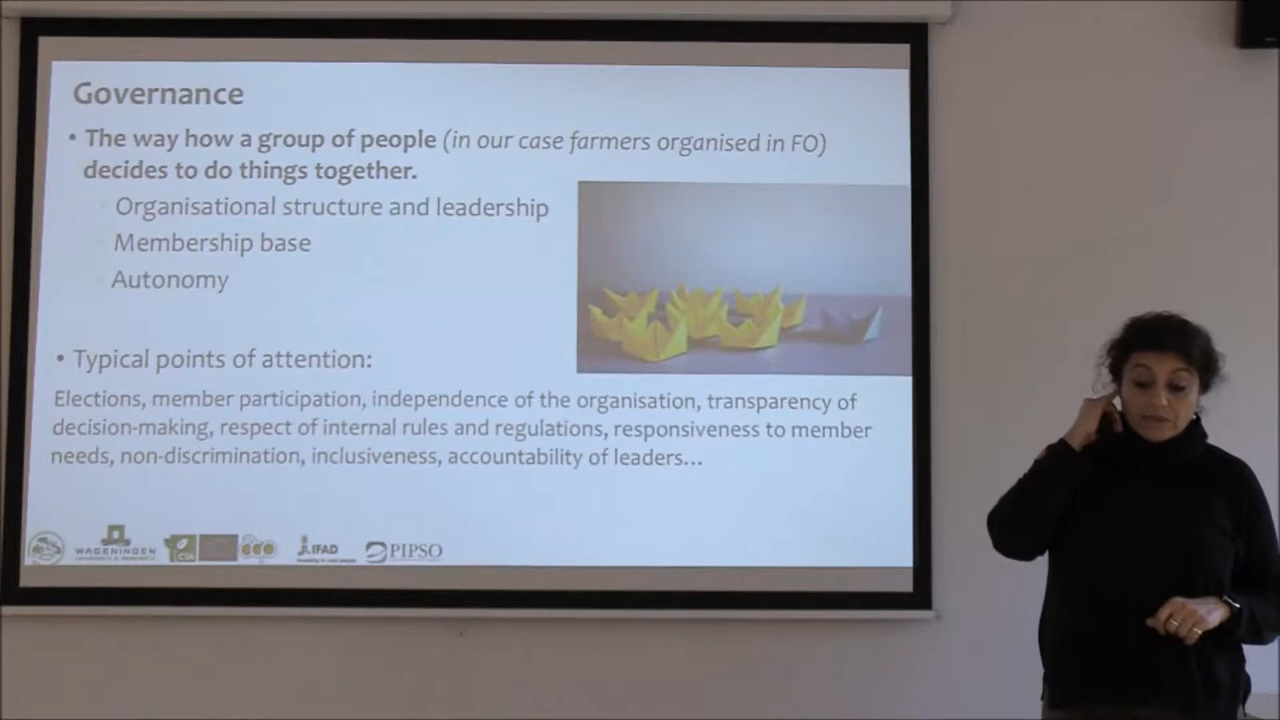 Governance
• The way how a group of people (in our case farmers organised in FO)
decides to do things together.
Organisational structure and leadership
Membership base
Autonomy
• Typical points of attention:
Elections, member participation, independence of the organisation, transparency of
decision-making, respect of internal rules and regulations, responsiveness to member
needs, non-discrimination, inclusiveness, accountability of leaders...
WAGENINGEN
CTA
IFAD
PIPSO